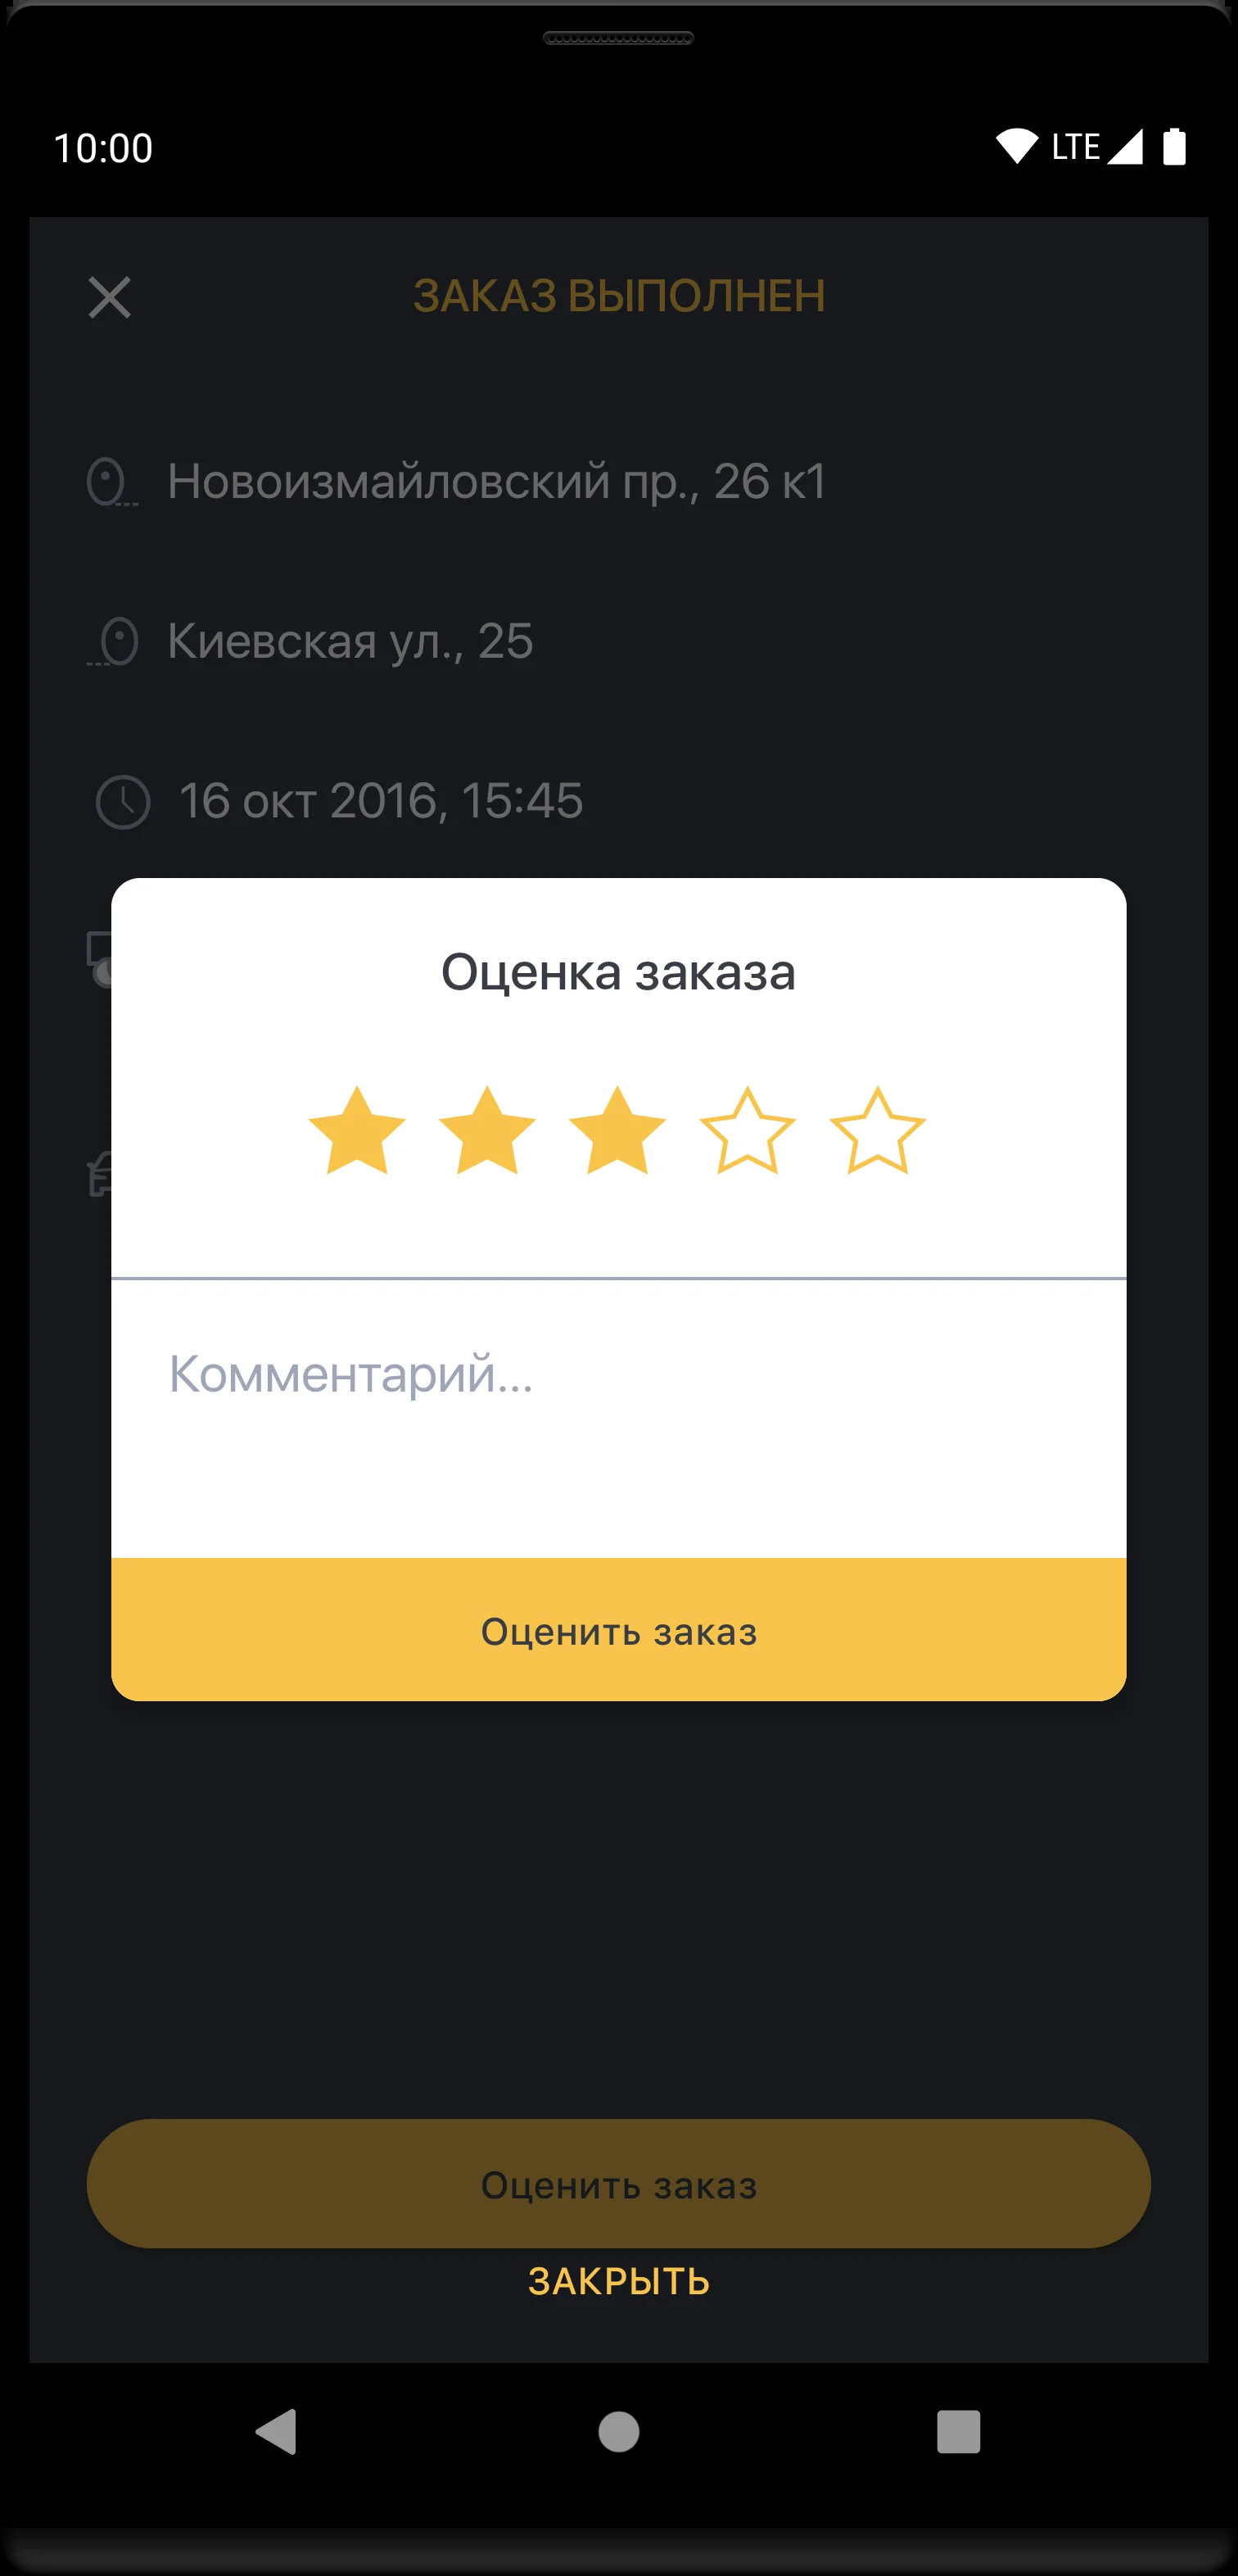 10:00
LTE
ЗАКАЗ ВЫПОЛНЕН
Новоизмайловский пр., 26 к1
Киевская ул., 25
16 окт 2016, 15:45
Оценка заказа
Комментарий...
Оценить заказ
Оценить заказ
ЗАКРЫТЬ